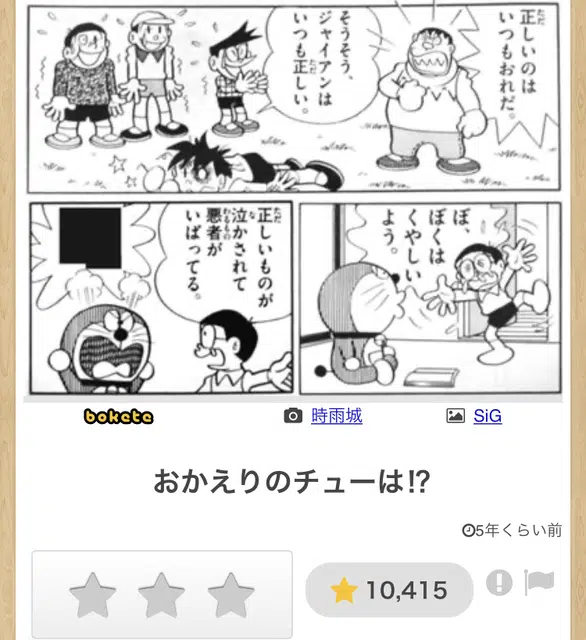 正しいのは
いつもおれだ。
そうそう、
ジャイアンは
いつも正しい。
ぼ、
ぼくは
くやしい
よう。
正しいものが
泣かされて
悪者が
いばってる。
bokete
時雨城
SiG
おかえりのチューは!?
5年くらい前
10,415